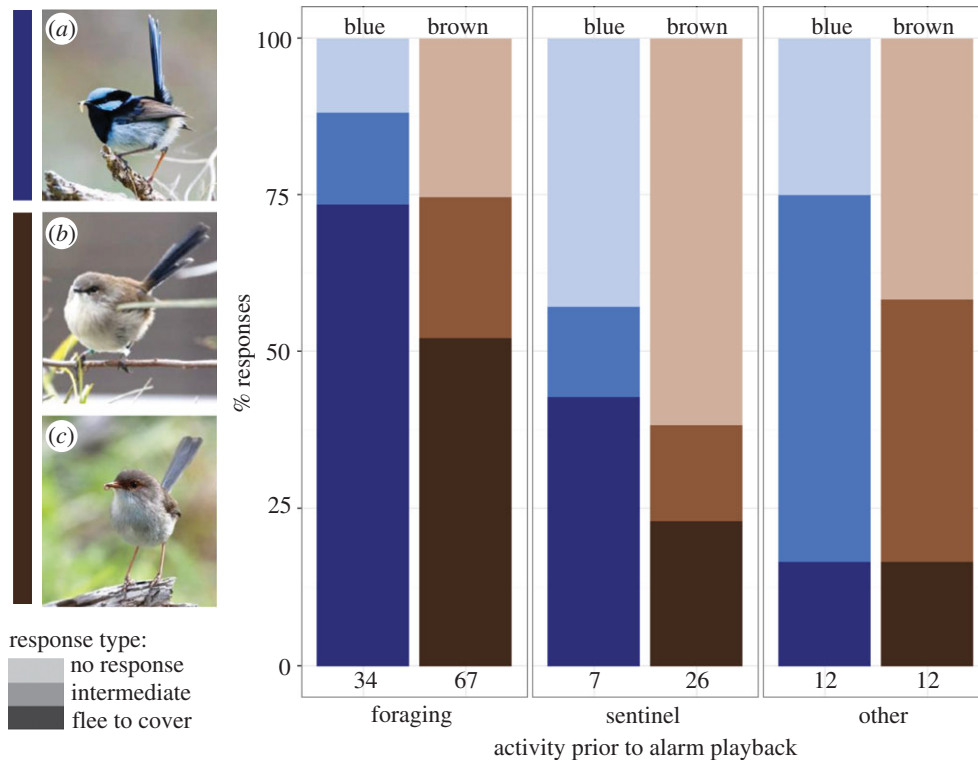 (a)
(b)
(c)
response type:
no response
intermediate
flee to cover
% responses
100
75
50
25
0
blue brown
blue brown
blue brown
34 67
7 26
12 12
foraging
sentinel
other
activity prior to alarm playback